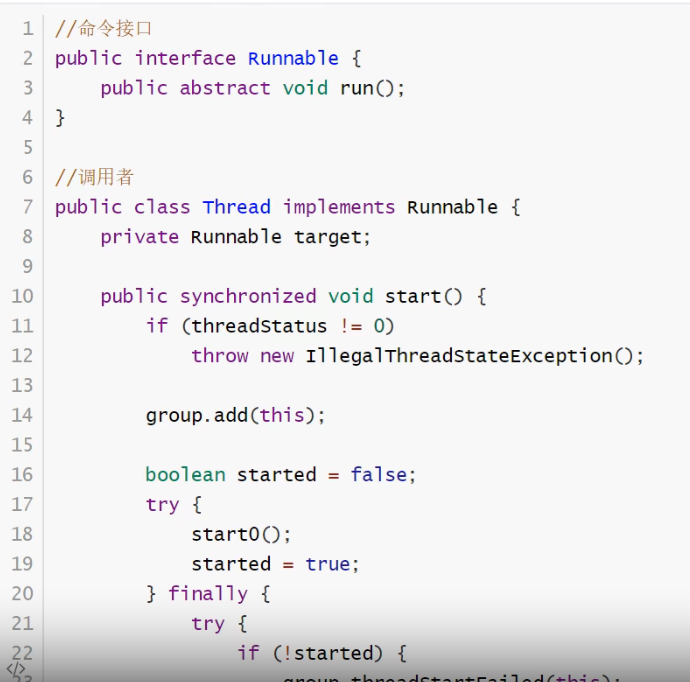 1 //命令接口
2 public interface Runnable {
3     public abstract void run();
4 }
5
6 //调用者
7 public class Thread implements Runnable {
8     private Runnable target;
9
10     public synchronized void start() {
11         if (threadStatus != 0)
12             throw new IllegalThreadStateException();
13
14         group.add(this);
15
16         boolean started = false;
17         try {
18             start0();
19             started = true;
20         } finally {
21             try {
22                 if (!started) {
23                     group.threadStartFailed(this);